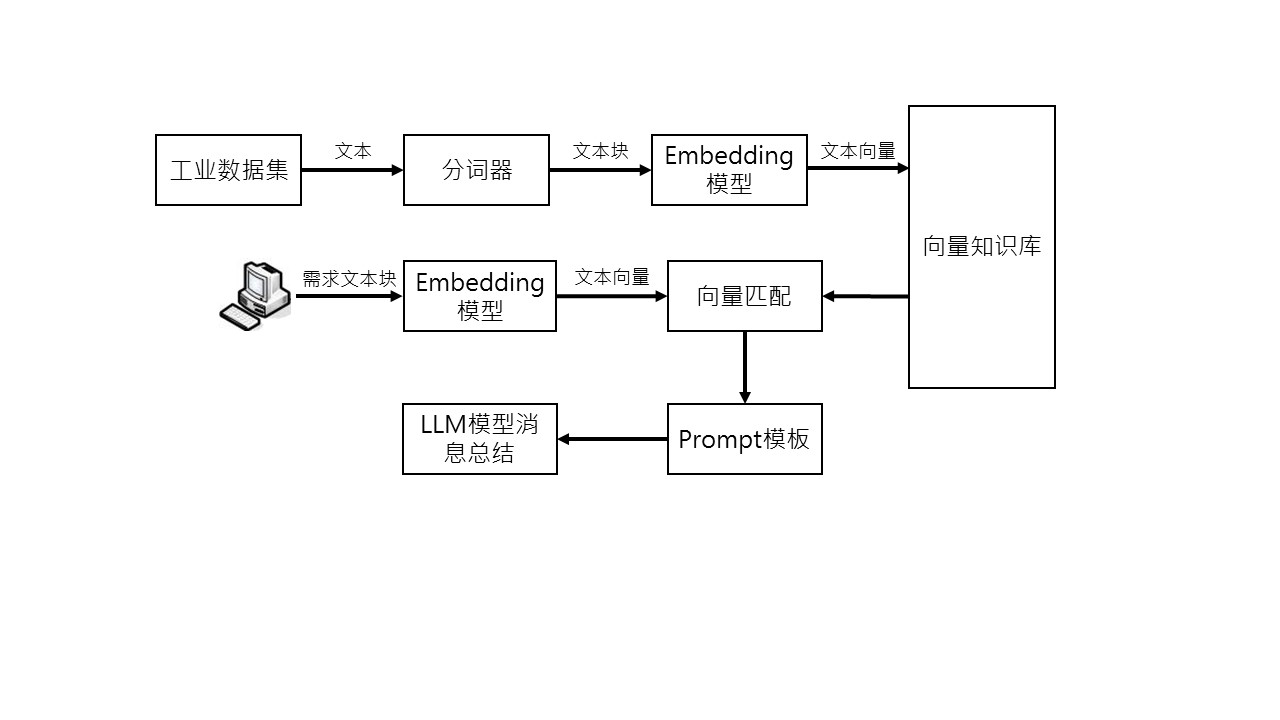 工业数据集
文本
分词器
文本块
Embedding
模型
文本向量
向量知识库
需求文本块
Embedding
模型
文本向量
向量匹配
LLM模型消
息总结
Prompt模板